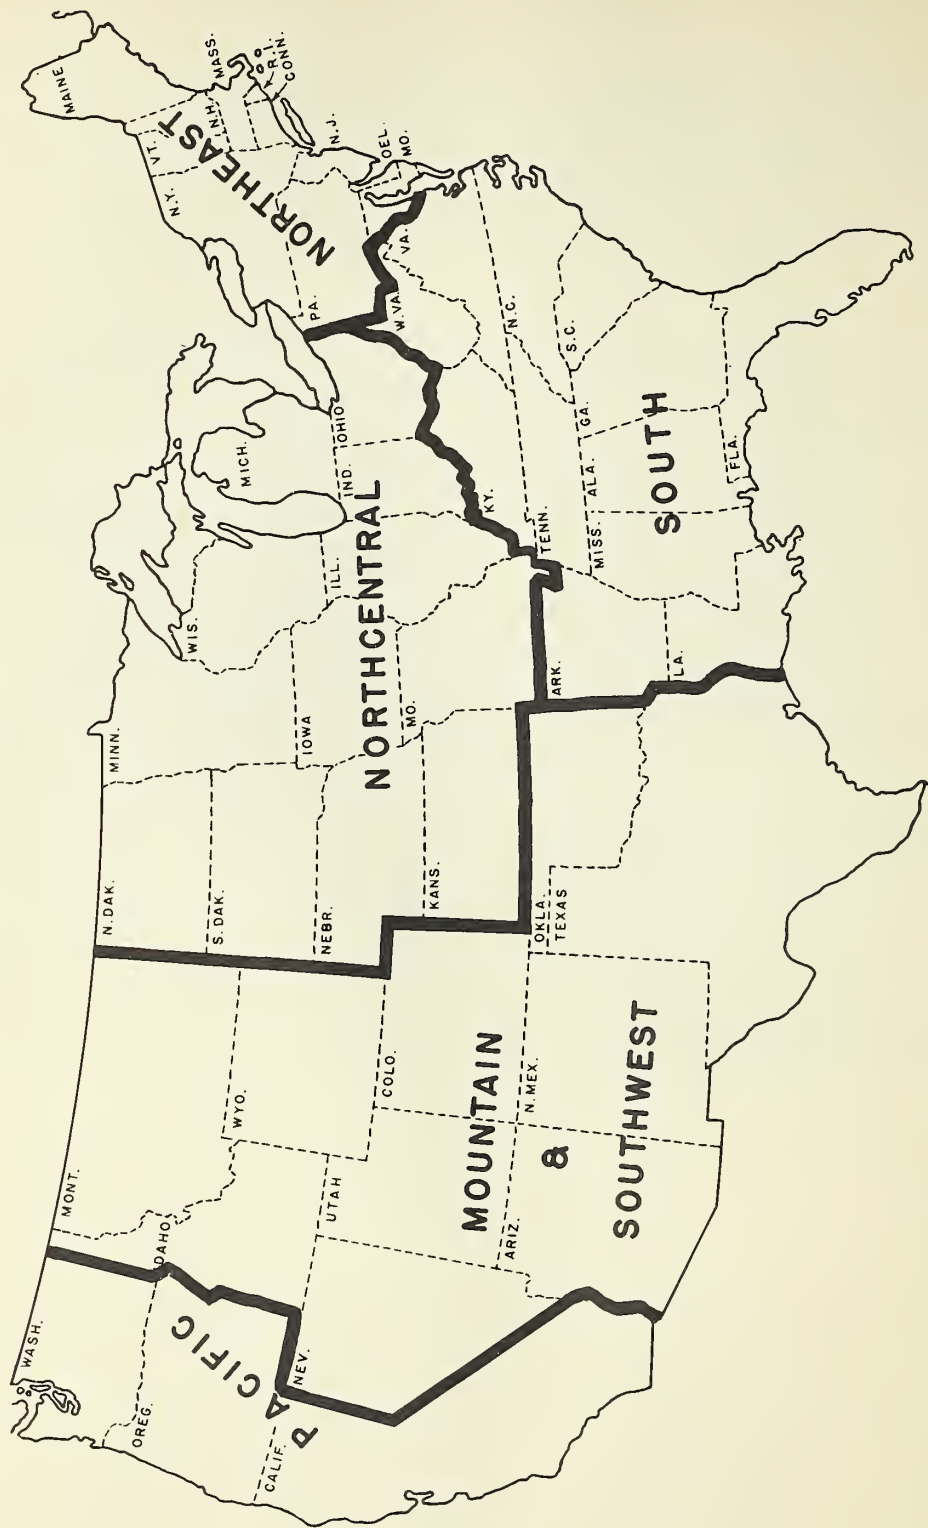 WASH.
MONT.
N. DAK.
MINN.
OREG.
IDAHO
S. DAK.
WIS.
MICH.
N.Y.
VT.
MAINE
N.H.
MASS.
R.I.
CONN.
NORTHEAST
PACIFIC
CALIF.
NEV.
WYO.
NEBR.
IOWA
ILL.
IND.
OHIO
PA.
N.J.
UTAH
COLO.
NORTHCENTRAL
OEL.
MO.
KANS.
MO.
W.VA.
VA.
MOUNTAIN
&
SOUTHWEST
ARIZ.
N. MEX.
OKLA.
TEXAS
ARK.
KY.
TENN.
N.C.
S.C.
MISS.
ALA.
GA.
SOUTH
LA.
FLA.